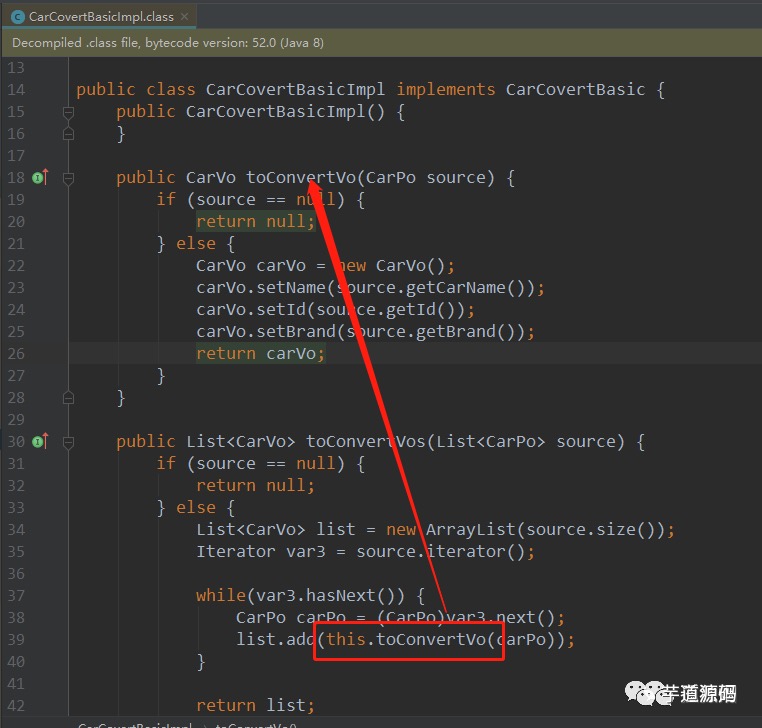 CarCovertBasicImpl.class
Decompiled .class file, bytecode version: 52.0 (Java 8)
13
14 public class CarCovertBasicImpl implements CarCovertBasic {
15 public CarCovertBasicImpl() {
16 }
17
18 public CarVo toConvertVo(CarPo source) {
19 if (source == null) {
20 return null;
21 } else {
22 CarVo carVo = new CarVo();
23 carVo.setName(source.getCarName());
24 carVo.setId(source.getId());
25 carVo.setBrand(source.getBrand());
26 return carVo;
27 }
28 }
29
30 public List<CarVo> toConvertVos(List<CarPo> source) {
31 if (source == null) {
32 return null;
33 } else {
34 List<CarVo> list = new ArrayList(source.size());
35 Iterator var3 = source.iterator();
36
37 while(var3.hasNext()) {
38 CarPo carPo = (CarPo)var3.next();
39 list.add(this.toConvertVo(carPo));
40 }
41
42 return list;
芋道源码
CarCovertBasicImpl > toConvertVo()